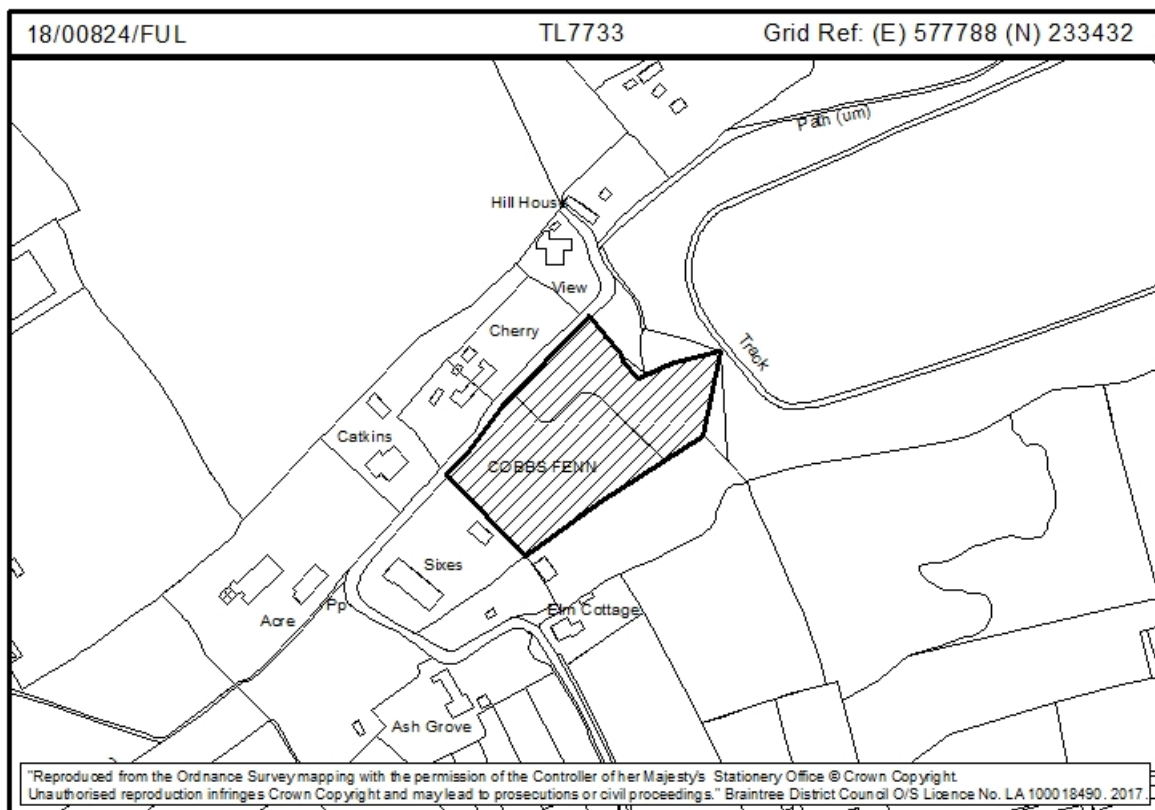 18/00824/FUL TL7733 Grid Ref: (E) 577788 (N) 233432
Path (um)
Hill House
View
Cherry
Track
Catkins
COBBS FENN
Sixes
Pp
Acre
Elm Cottage
Ash Grove
"Reproduced from the Ordnance Survey mapping with the permission of the Controller of her Majesty's Stationery Office © Crown Copyright.
Unauthorised reproduction infringes Crown Copyright and may lead to prosecutions or civil proceedings." Braintree District Council O/S Licence No. LA 100018490. 2017.